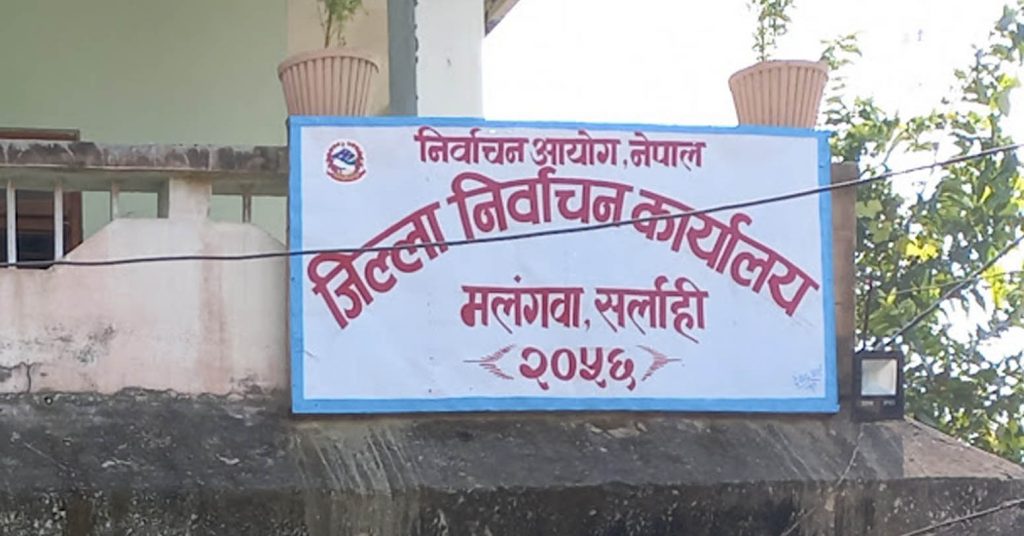 निर्वाचन आयोग, नेपाल
जिल्ला निर्वाचन कार्यालय
मलंगवा, सर्लाही
२०५६